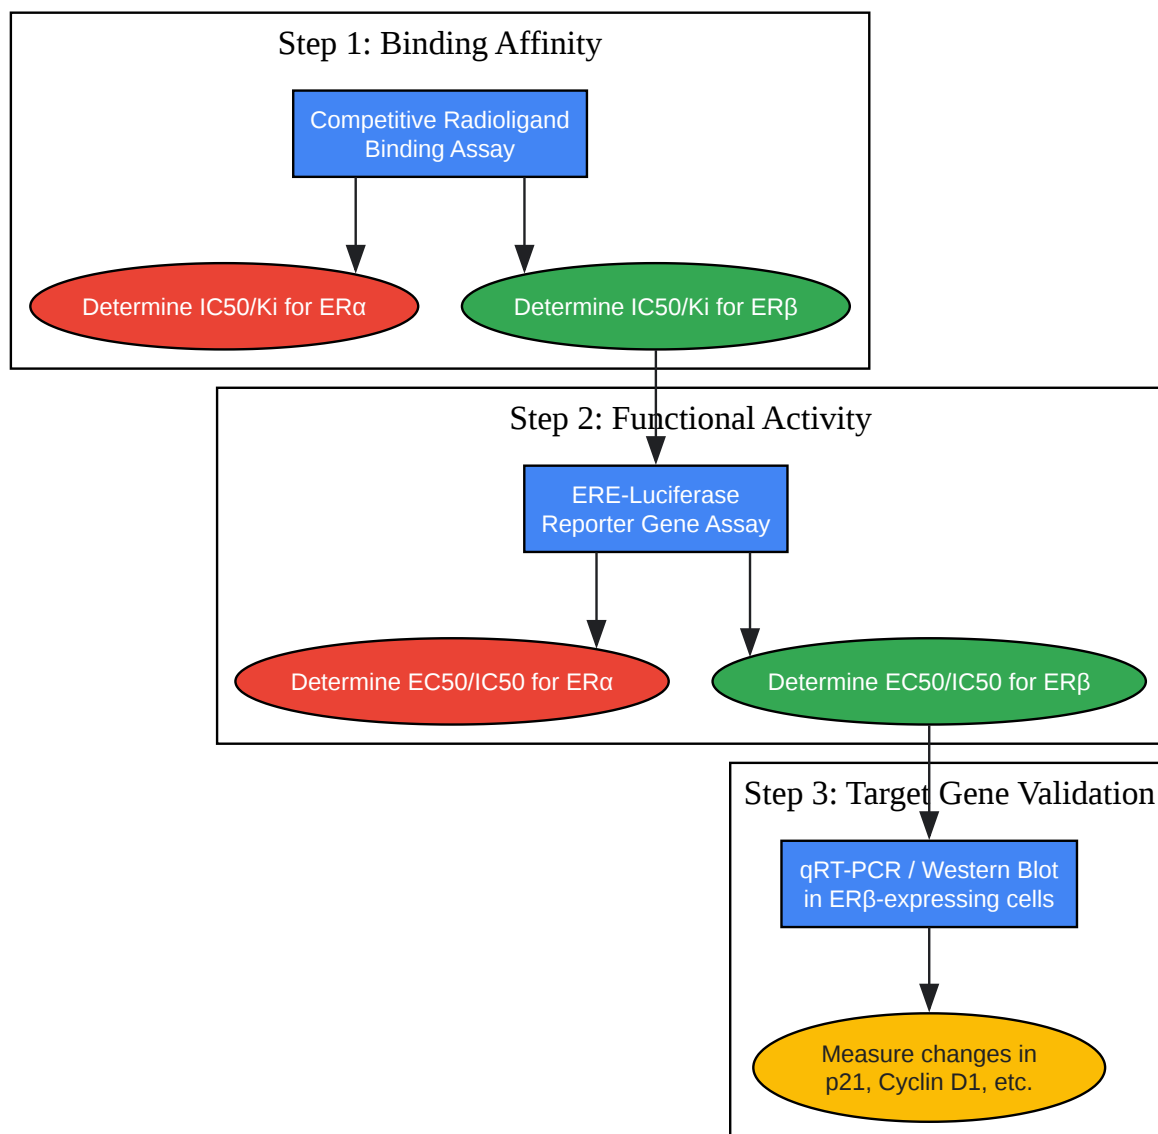 Step 1: Binding Affinity
Competitive Radioligand
Binding Assay
Determine IC50/Ki for ERα
Determine IC50/Ki for ERβ
Step 2: Functional Activity
ERE-Luciferase
Reporter Gene Assay
Determine EC50/IC50 for ERα
Determine EC50/IC50 for ERβ
Step 3: Target Gene Validation
qRT-PCR / Western Blot
in ERβ-expressing cells
Measure changes in
p21, Cyclin D1, etc.